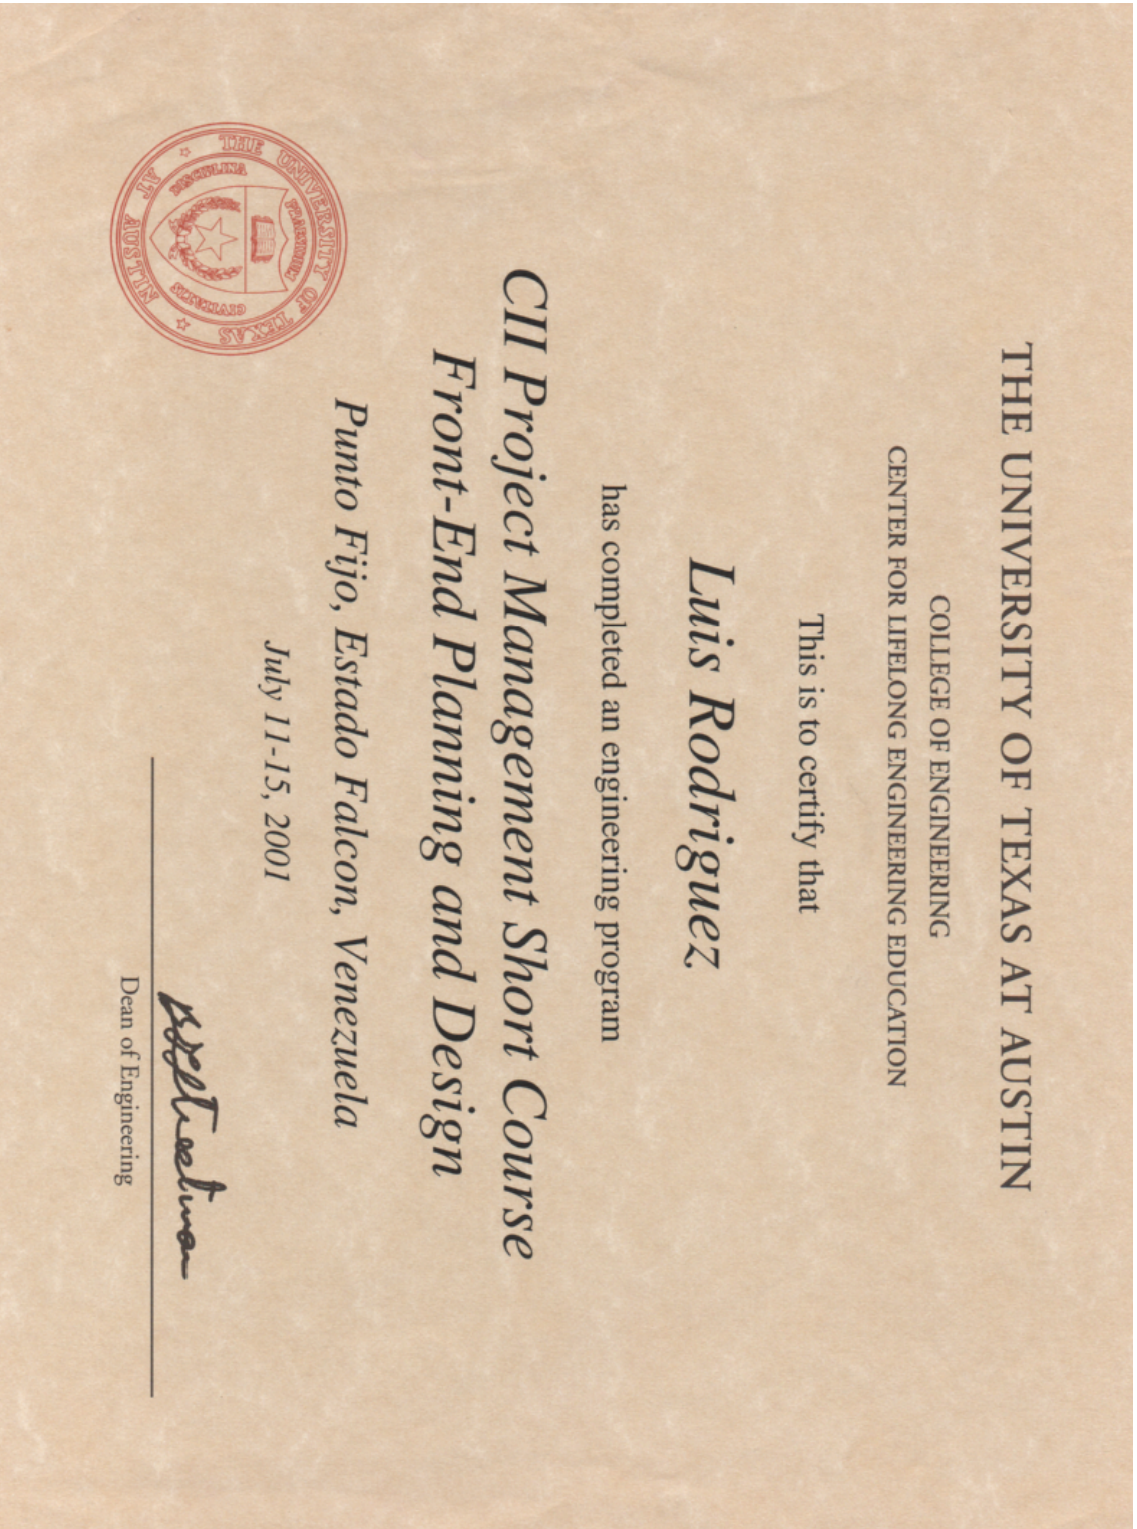 THE UNIVERSITY OF TEXAS AT AUSTIN
COLLEGE OF ENGINEERING
CENTER FOR LIFELONG ENGINEERING EDUCATION
This is to certify that
Luis Rodriguez
has completed an engineering program
CII Project Management Short Course
Front-End Planning and Design
Punto Fijo, Estado Falcon, Venezuela
July 11-15, 2001
Dean of Engineering
THE UNIVERSITY OF TEXAS
AT AUSTIN
DISCIPLINA PRAESIDIUM CIVITATIS